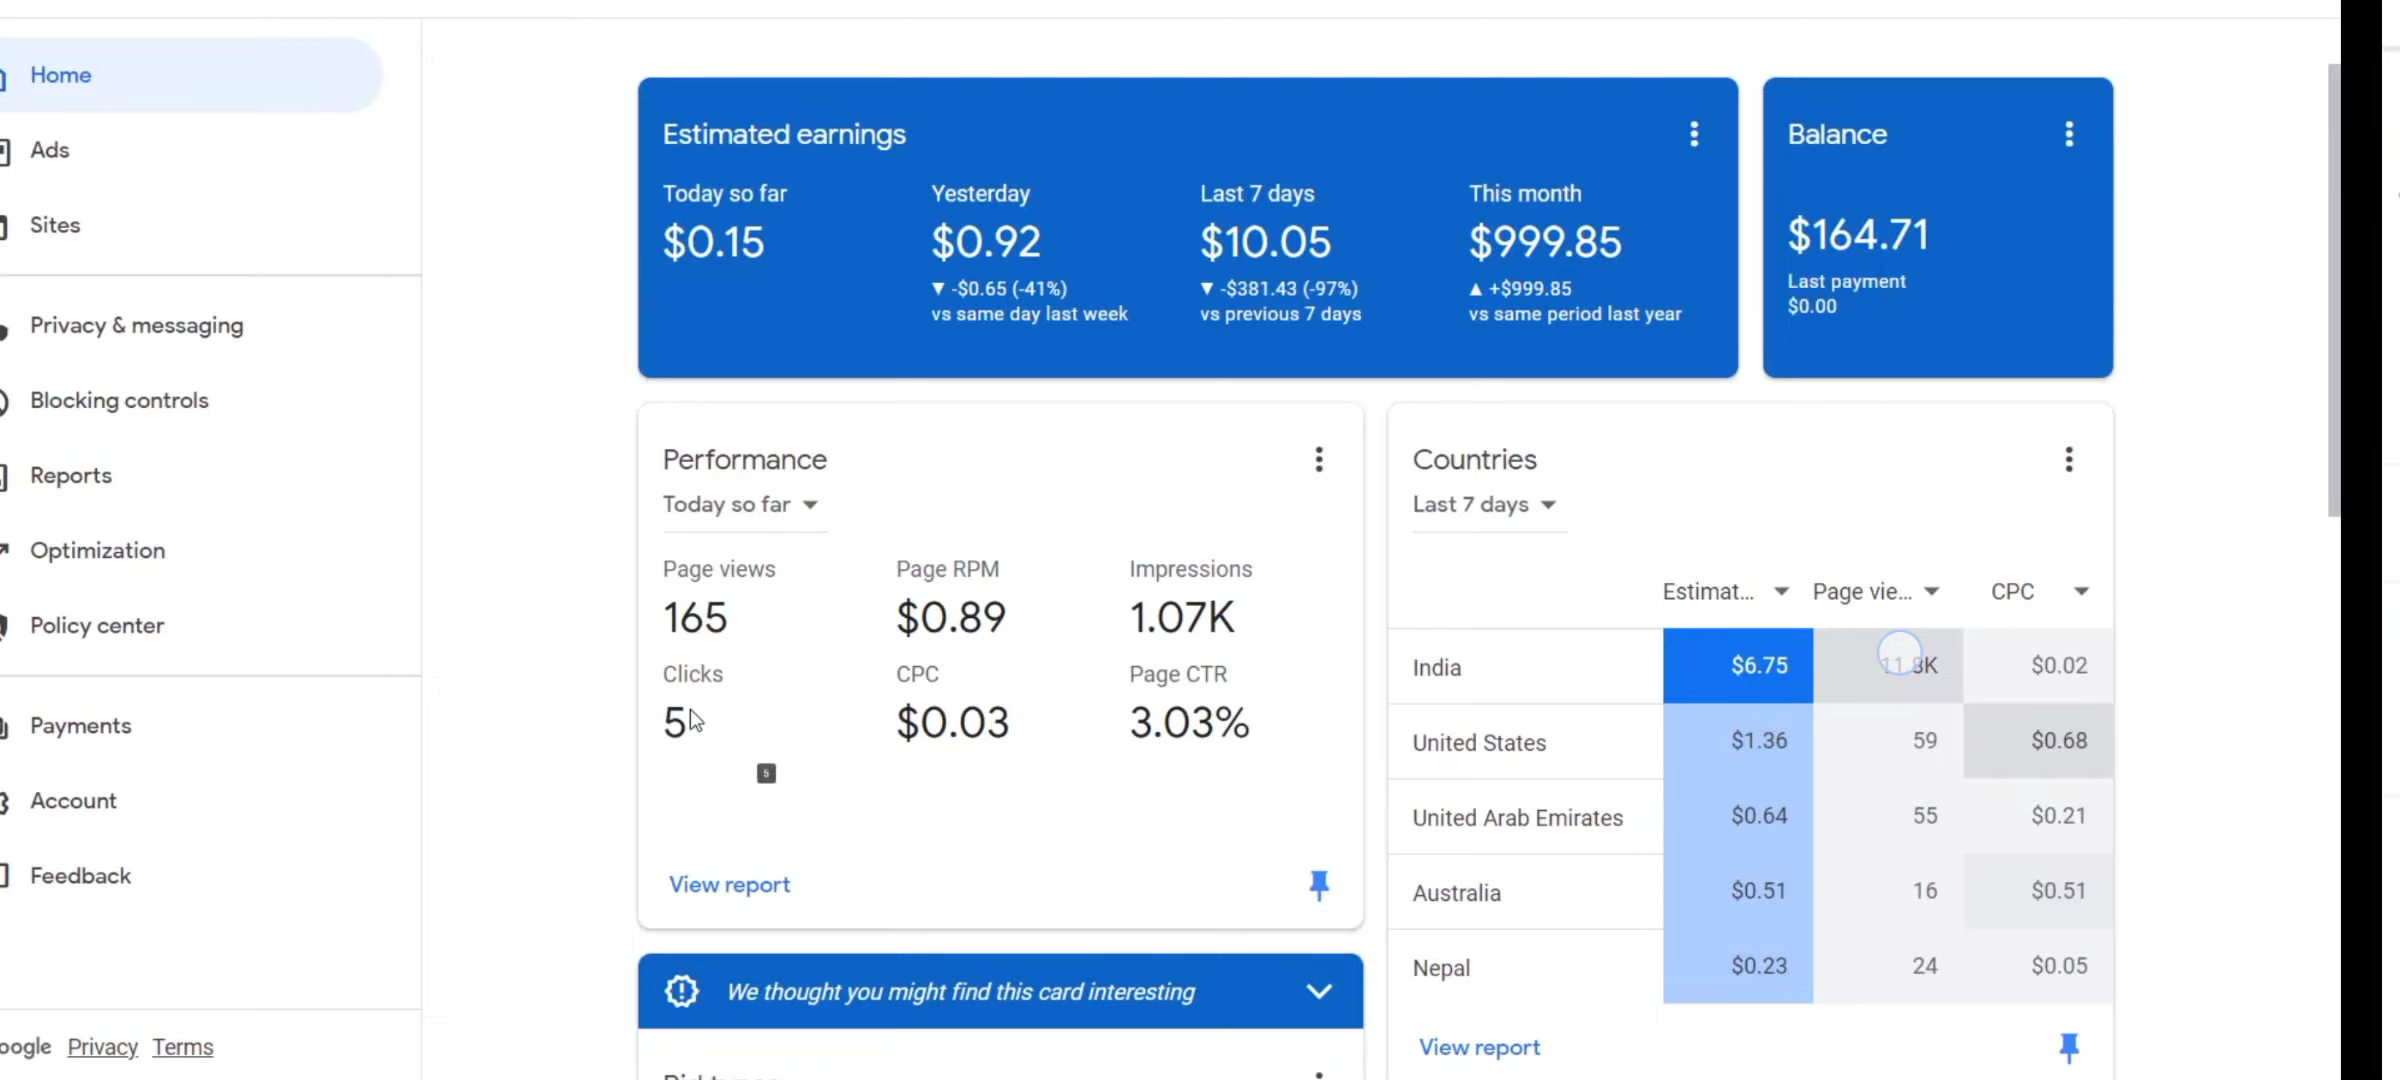 Home
Ads
Sites
Privacy & messaging
Blocking controls
Reports
Optimization
Policy center
Payments
Account
Feedback
oogle Privacy Terms
Estimated earnings
Today so far Yesterday Last 7 days This month
$0.15 $0.92 $10.05 $999.85
▼ -$0.65 (-41%) ▼ -$381.43 (-97%) ▲ +$999.85
vs same day last week vs previous 7 days vs same period last year
Balance
$164.71
Last payment
$0.00
Performance
Today so far
Page views Page RPM Impressions
165 $0.89 1.07K
Clicks CPC Page CTR
5 $0.03 3.03%
5
View report
We thought you might find this card interesting
Countries
Last 7 days
Estimat... Page vie... CPC
India $6.75 11.8K $0.02
United States $1.36 59 $0.68
United Arab Emirates $0.64 55 $0.21
Australia $0.51 16 $0.51
Nepal $0.23 24 $0.05
View report